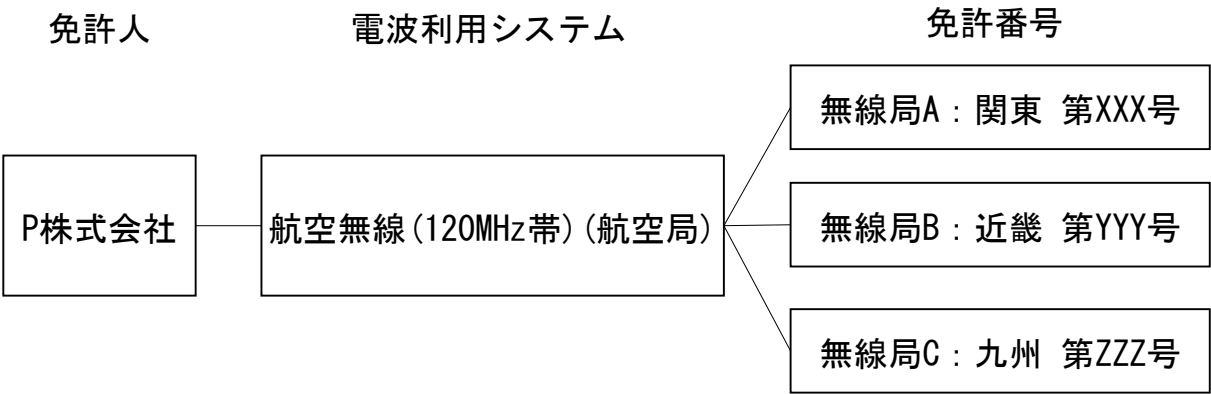 免許人
電波利用システム
免許番号
P株式会社
航空無線(120MHz帯)(航空局)
無線局A：関東 第XXX号
無線局B：近畿 第YYY号
無線局C：九州 第ZZZ号